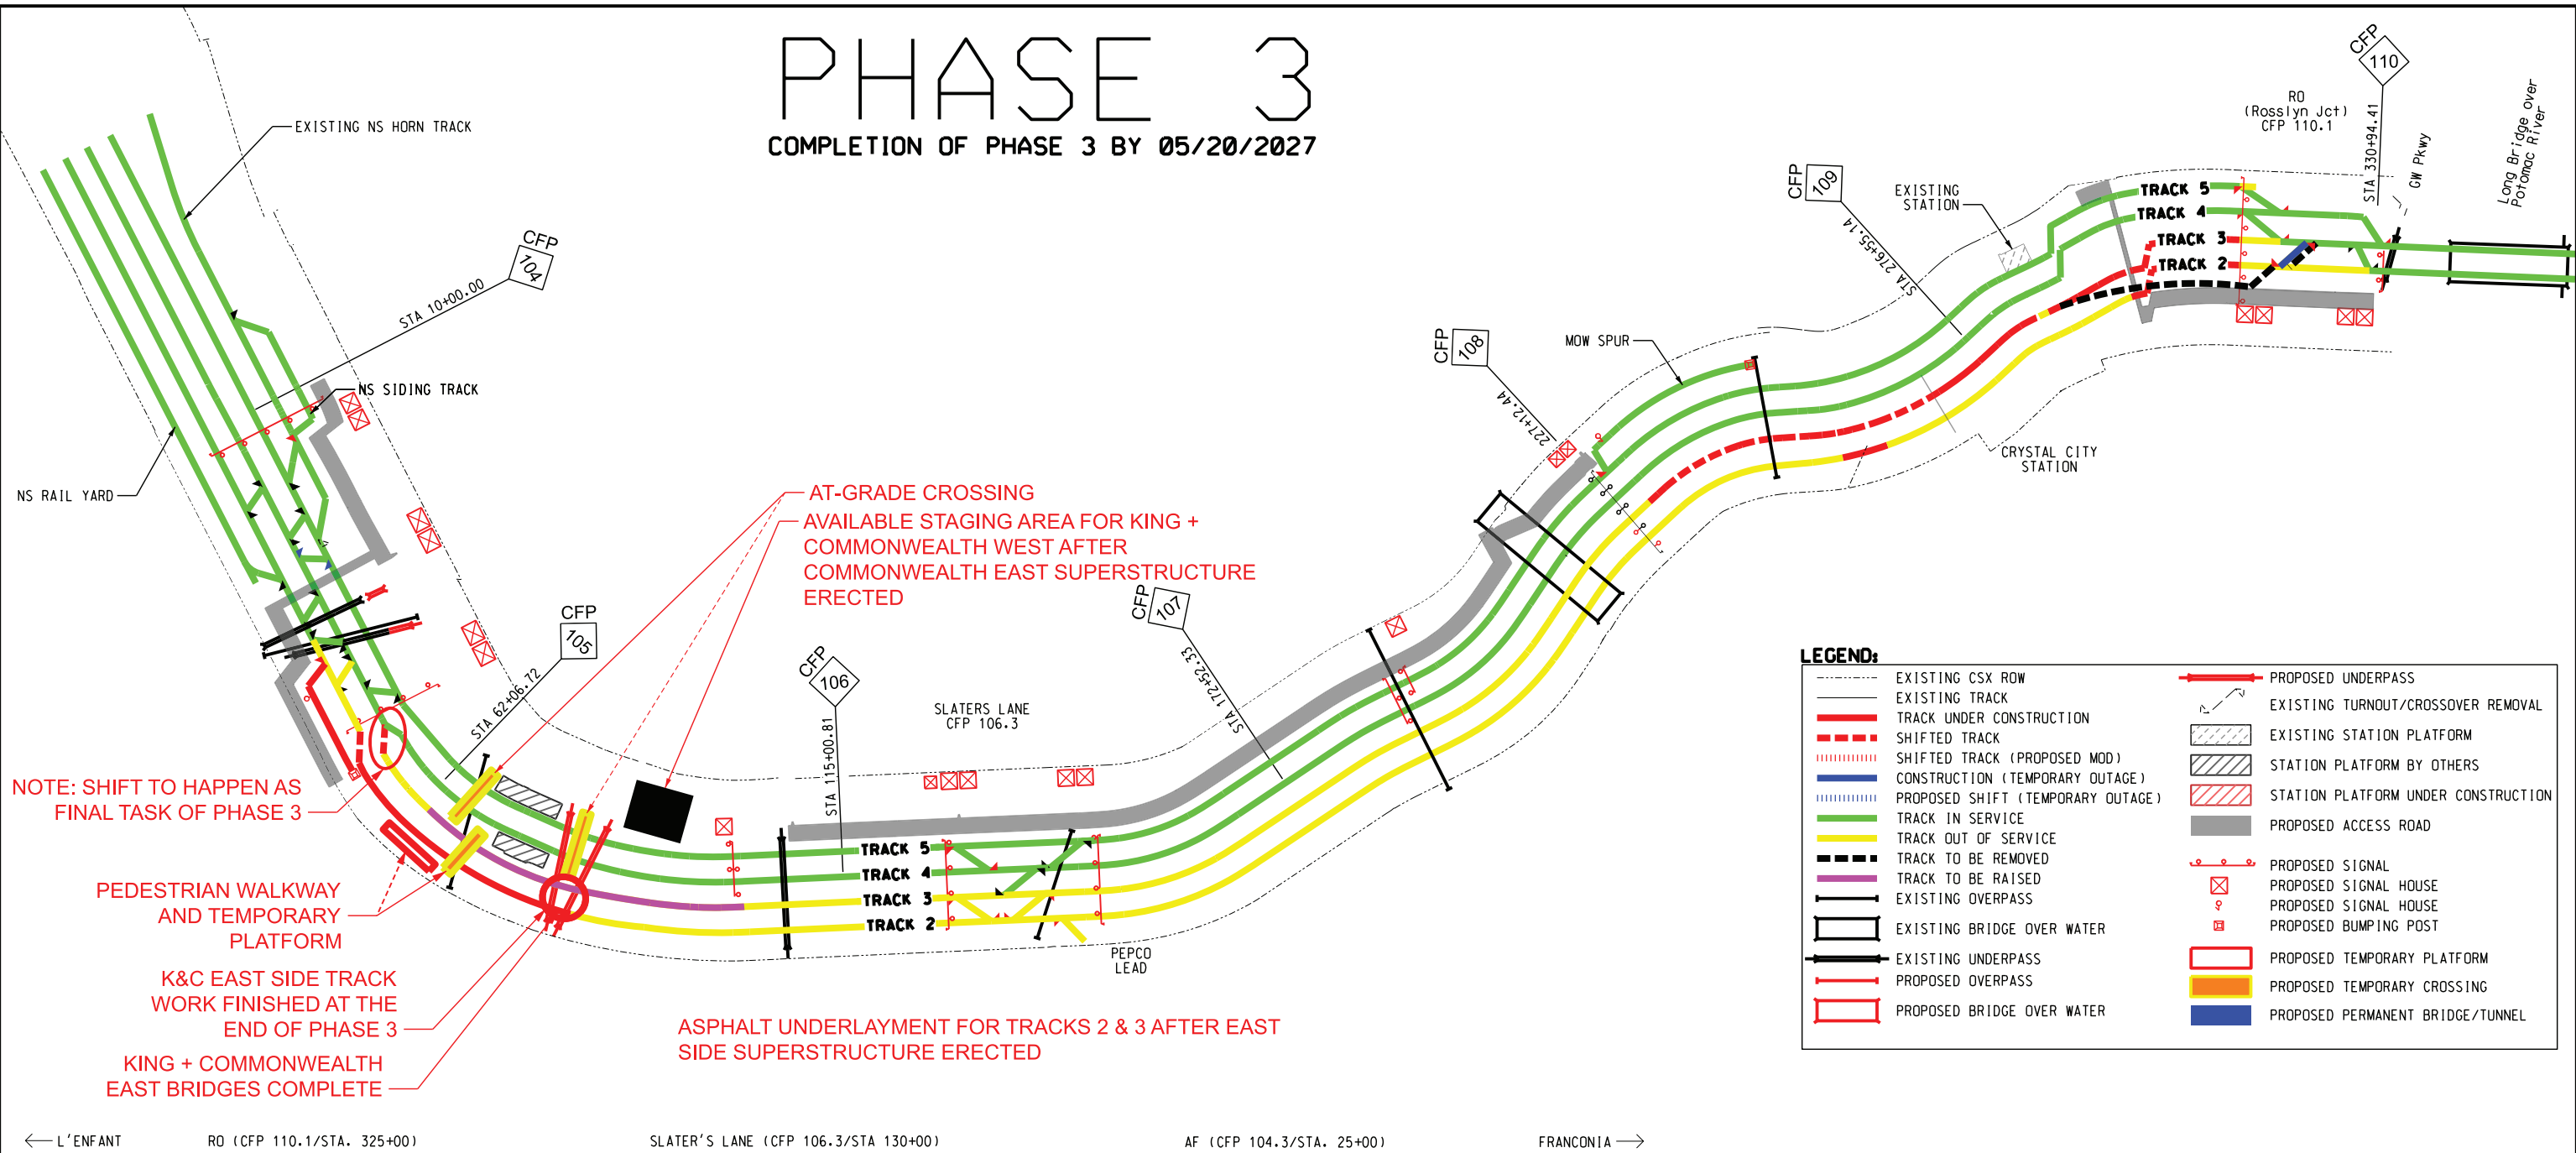 PHASE 3
COMPLETION OF PHASE 3 BY 05/20/2027
EXISTING NS HORN TRACK
CFP
104
STA 10+00.00
NS SIDING TRACK
NS RAIL YARD
CFP
105
STA 62+06.72
AT-GRADE CROSSING
AVAILABLE STAGING AREA FOR KING +
COMMONWEALTH WEST AFTER
COMMONWEALTH EAST SUPERSTRUCTURE
ERECTED
NOTE: SHIFT TO HAPPEN AS
FINAL TASK OF PHASE 3
PEDESTRIAN WALKWAY
AND TEMPORARY
PLATFORM
K&C EAST SIDE TRACK
WORK FINISHED AT THE
END OF PHASE 3
KING + COMMONWEALTH
EAST BRIDGES COMPLETE
CFP
106
STA 115+00.81
SLATERS LANE
CFP 106.3
TRACK 5
TRACK 4
TRACK 3
TRACK 2
PEPCO
LEAD
ASPHALT UNDERLAYMENT FOR TRACKS 2 & 3 AFTER EAST
SIDE SUPERSTRUCTURE ERECTED
CFP
107
STA 172+52.33
CFP
108
227+12.44
MOW SPUR
CFP
109
STA 276+55.14
EXISTING
STATION
CRYSTAL CITY
STATION
TRACK 5
TRACK 4
TRACK 3
TRACK 2
RO
(Rosslyn Jct)
CFP 110.1
CFP
110
STA 330+94.41
GW Pkwy
Long Bridge over
Potomac River
LEGEND:
EXISTING CSX ROW
EXISTING TRACK
TRACK UNDER CONSTRUCTION
SHIFTED TRACK
SHIFTED TRACK (PROPOSED MOD)
CONSTRUCTION (TEMPORARY OUTAGE)
PROPOSED SHIFT (TEMPORARY OUTAGE)
TRACK IN SERVICE
TRACK OUT OF SERVICE
TRACK TO BE REMOVED
TRACK TO BE RAISED
EXISTING OVERPASS
EXISTING BRIDGE OVER WATER
EXISTING UNDERPASS
PROPOSED OVERPASS
PROPOSED BRIDGE OVER WATER
PROPOSED UNDERPASS
EXISTING TURNOUT/CROSSOVER REMOVAL
EXISTING STATION PLATFORM
STATION PLATFORM BY OTHERS
STATION PLATFORM UNDER CONSTRUCTION
PROPOSED ACCESS ROAD
PROPOSED SIGNAL
PROPOSED SIGNAL HOUSE
PROPOSED SIGNAL HOUSE
PROPOSED BUMPING POST
PROPOSED TEMPORARY PLATFORM
PROPOSED TEMPORARY CROSSING
PROPOSED PERMANENT BRIDGE/TUNNEL
← L'ENFANT
RO (CFP 110.1/STA. 325+00)
SLATER'S LANE (CFP 106.3/STA 130+00)
AF (CFP 104.3/STA. 25+00)
FRANCONIA →